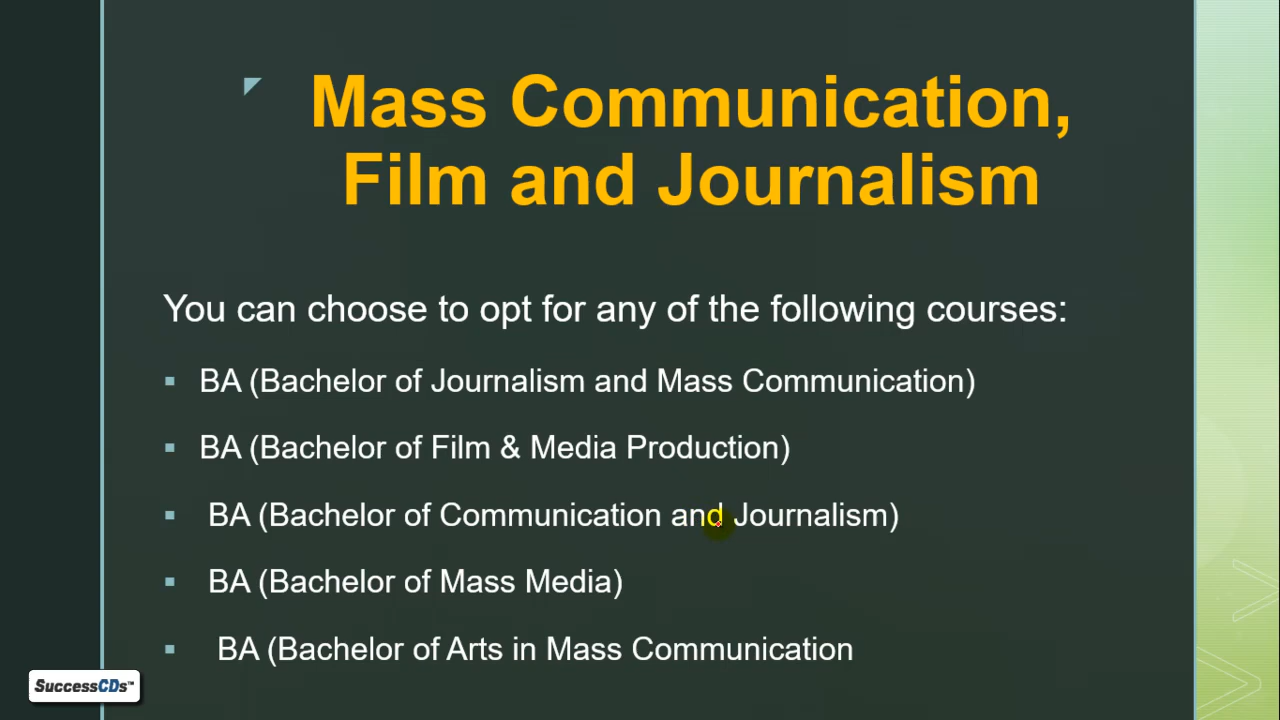 Mass Communication,
Film and Journalism
You can choose to opt for any of the following courses:
▪ BA (Bachelor of Journalism and Mass Communication)
▪ BA (Bachelor of Film & Media Production)
▪ BA (Bachelor of Communication and Journalism)
▪ BA (Bachelor of Mass Media)
▪ BA (Bachelor of Arts in Mass Communication
SuccessCDs™